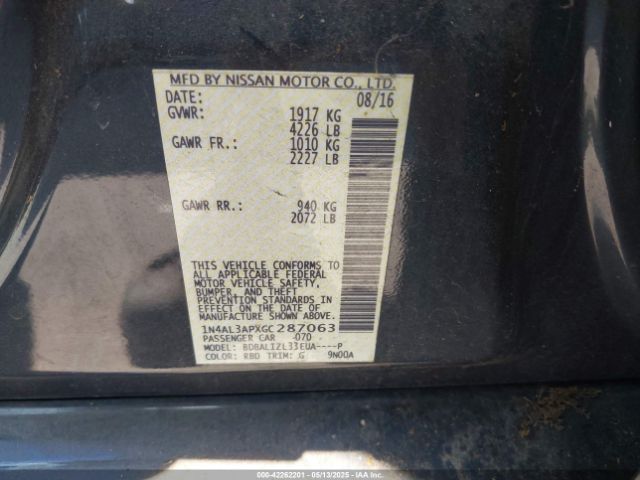 MFD BY NISSAN MOTOR CO., LTD.
DATE: 08/16
GVWR: 1917 KG
4226 LB
GAWR FR.: 1010 KG
2227 LB
GAWR RR.: 940 KG
2072 LB
THIS VEHICLE CONFORMS TO
ALL APPLICABLE FEDERAL
MOTOR VEHICLE SAFETY,
BUMPER, AND THEFT
PREVENTION STANDARDS IN
EFFECT ON THE DATE OF
MANUFACTURE SHOWN ABOVE.
1N4AL3APXGC287063
PASSENGER CAR 070
MODEL: BDBALIZL33EUA----P
COLOR: RBD TRIM: G 9N00A
000-42262201 - 05/13/2025 - IAA Inc.